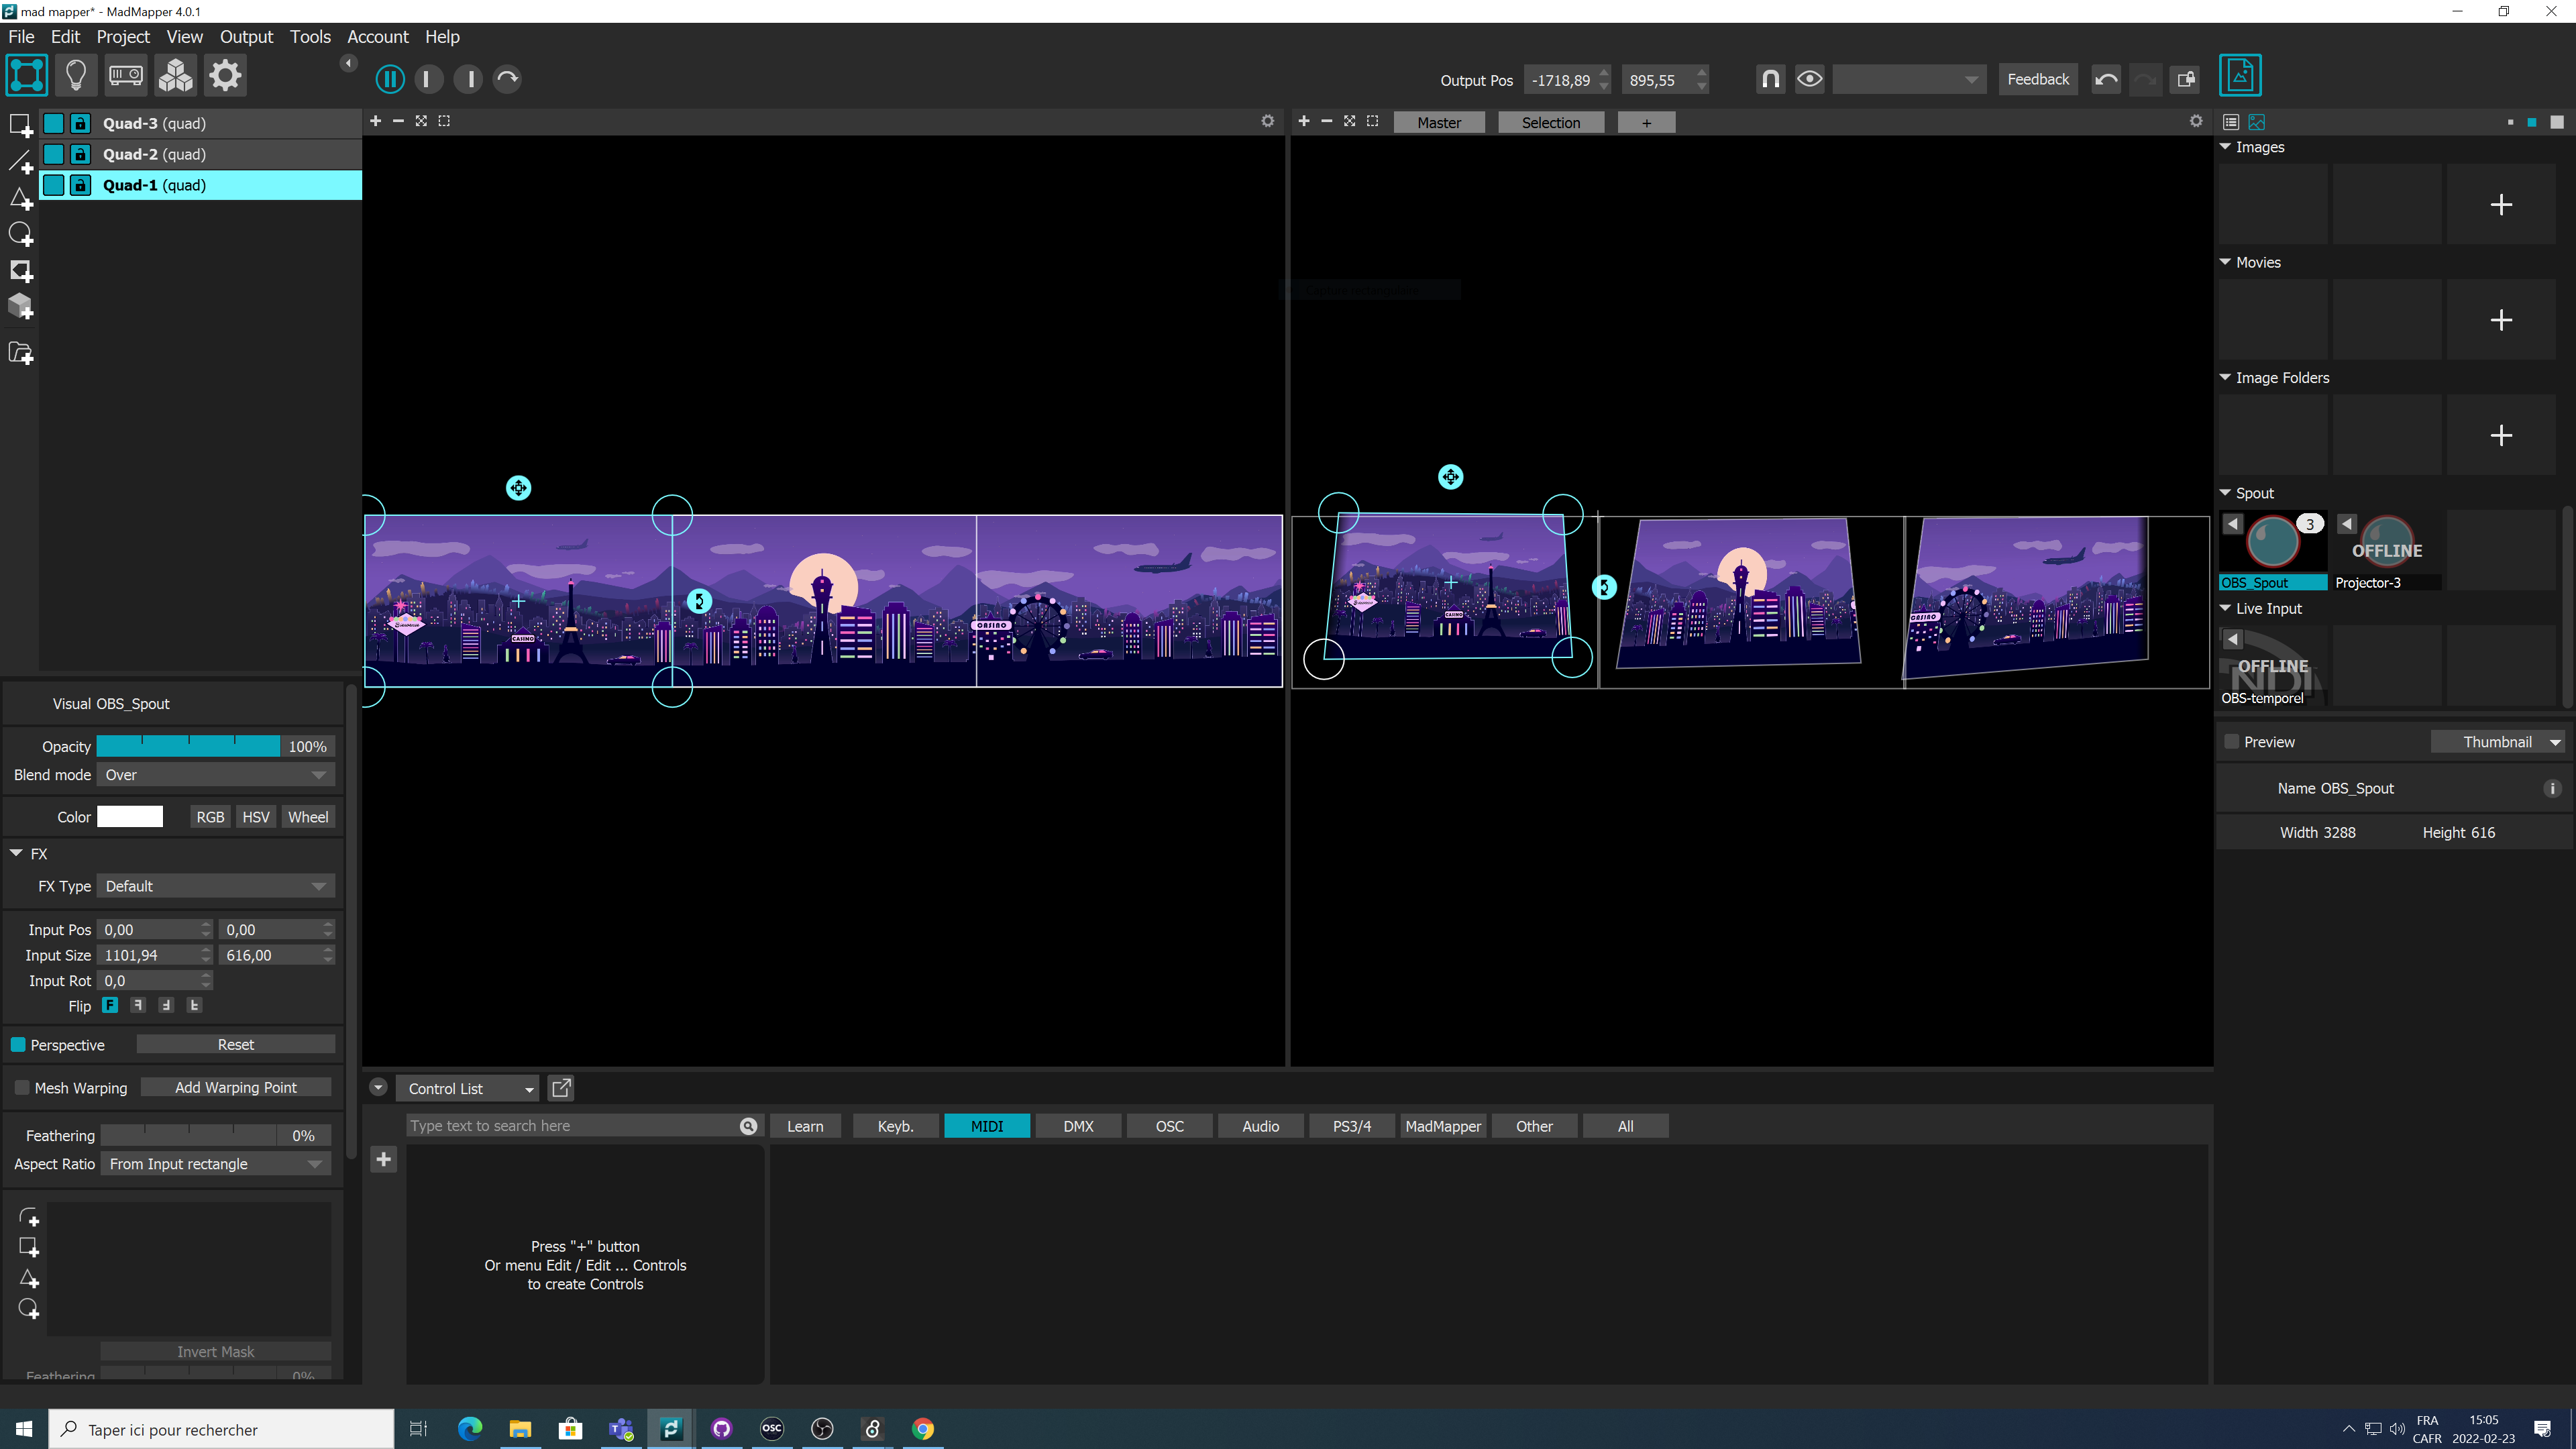 mad mapper* - MadMapper 4.0.1
File Edit Project View Output Tools Account Help
Output Pos -1718,89 895,55 Feedback
Quad-3 (quad)
Quad-2 (quad)
Quad-1 (quad)
Master Selection +
Images
Movies
Image Folders
Spout
3
OFFLINE
OBS_Spout Projector-3
Live Input
OFFLINE
NDI
OBS-temporel
CASINO
CASINO
CASINO
CASINO
Visual OBS_Spout
Opacity 100%
Blend mode Over
Color RGB HSV Wheel
FX
FX Type Default
Input Pos 0,00 0,00
Input Size 1101,94 616,00
Input Rot 0,0
Flip
Perspective Reset
Mesh Warping Add Warping Point
Feathering 0%
Aspect Ratio From Input rectangle
Invert Mask
Feathering 0%
Preview Thumbnail
Name OBS_Spout
Width 3288 Height 616
Control List
Type text to search here Learn Keyb. MIDI DMX OSC Audio PS3/4 MadMapper Other All
Press "+" button
Or menu Edit / Edit ... Controls
to create Controls
Taper ici pour rechercher
OSC
FRA
CAFR
15:05
2022-02-23